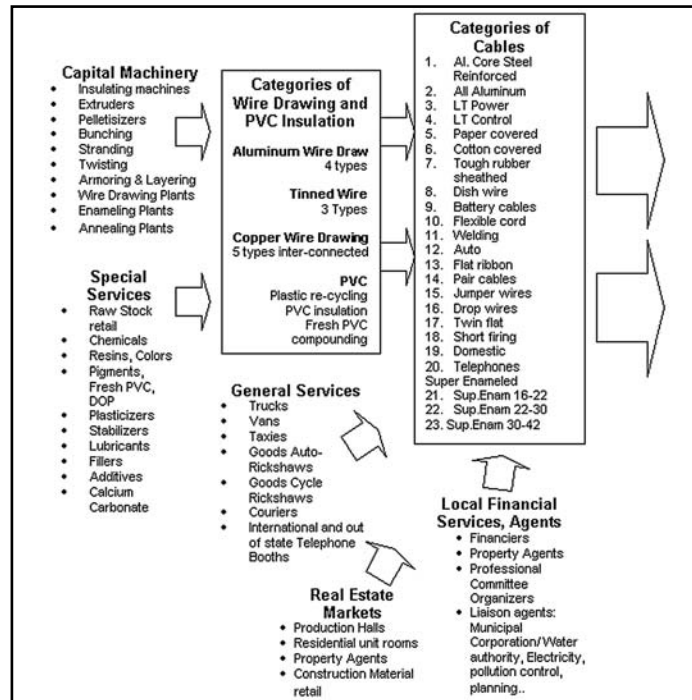 Capital Machinery
• Insulating machines
• Extruders
• Pelletisizers
• Bunching
• Stranding
• Twisting
• Armoring & Layering
• Wire Drawing Plants
• Enameling Plants
• Annealing Plants
Special
Services
• Raw Stock
retail
• Chemicals
• Resins, Colors
• Pigments,
Fresh PVC,
DOP
• Plasticizers
• Stabilizers
• Lubricants
• Fillers
• Additives
• Calcium
Carbonate
Categories of
Wire Drawing and
PVC Insulation
Aluminum Wire Draw
4 types
Tinned Wire
3 Types
Copper Wire Drawing
5 types inter-connected
PVC
Plastic re-cycling
PVC insulation
Fresh PVC
compounding
General Services
• Trucks
• Vans
• Taxies
• Goods Auto-
Rickshaws
• Goods Cycle
Rickshaws
• Couriers
• International and out
of state Telephone
Booths
Real Estate
Markets
• Production Halls
• Residential unit rooms
• Property Agents
• Construction Material
retail
Categories of
Cables
1. Al. Core Steel
Reinforced
2. All Aluminum
3. LT Power
4. LT Control
5. Paper covered
6. Cotton covered
7. Tough rubber
sheathed
8. Dish wire
9. Battery cables
10. Flexible cord
11. Welding
12. Auto
13. Flat ribbon
14. Pair cables
15. Jumper wires
16. Drop wires
17. Twin flat
18. Short firing
19. Domestic
20. Telephones
Super Enameled
21. Sup.Enam 16-22
22. Sup.Enam 22-30
23. Sup.Enam 30-42
Local Financial
Services, Agents
• Financiers
• Property Agents
• Professional
Committee
Organizers
• Liaison agents:
Municipal
Corporation/ Water
authority, Electricity,
pollution control,
planning..